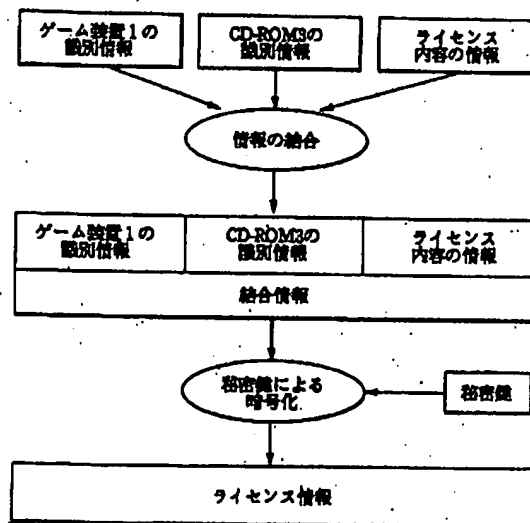 ゲーム装置1の
識別情報
CD-ROM3の
識別情報
ライセンス
内容の情報
情報の結合
ゲーム装置1の
識別情報
CD-ROM3の
識別情報
ライセンス
内容の情報
結合情報
秘密鍵による
暗号化
秘密鍵
ライセンス情報